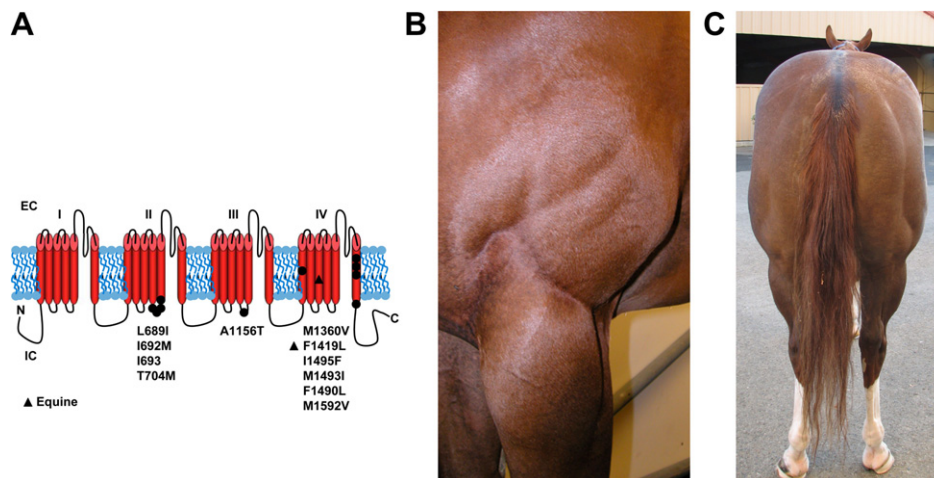 A
B
C
EC
I
II
III
IV
N
C
IC
L689I
I692M
I693
T704M
A1156T
M1360V
▲ F1419L
I1495F
M1493I
F1490L
M1592V
▲ Equine